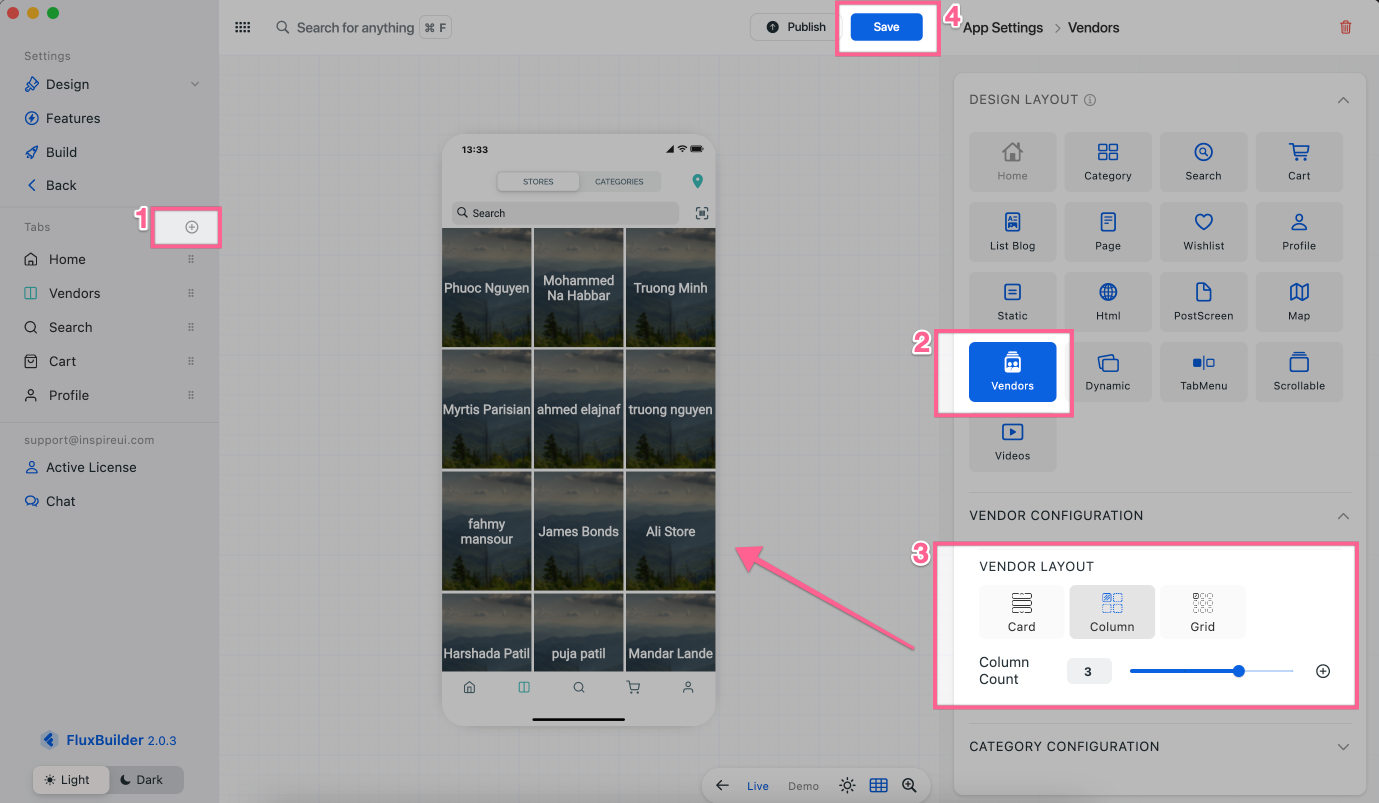 Settings
Design
Features
Build
Back
1
Tabs
Home
Vendors
Search
Cart
Profile
support@inspireui.com
Active License
Chat
FluxBuilder 2.0.3
Light
Dark
Search for anything
⌘ F
Publish
Save
4
App Settings > Vendors
13:33
STORES
CATEGORIES
Search
Phuoc Nguyen
Mohammed
Na Habbar
Truong Minh
Myrtis Parisian
ahmed elajnaf
truong nguyen
fahmy
mansour
James Bonds
Ali Store
Harshada Patil
puja patil
Mandar Lande
Live
Demo
DESIGN LAYOUT
Home
Category
Search
Cart
List Blog
Page
Wishlist
Profile
Static
Html
PostScreen
Map
2
Vendors
Dynamic
TabMenu
Scrollable
Videos
VENDOR CONFIGURATION
3
VENDOR LAYOUT
Card
Column
Grid
Column
Count
3
CATEGORY CONFIGURATION